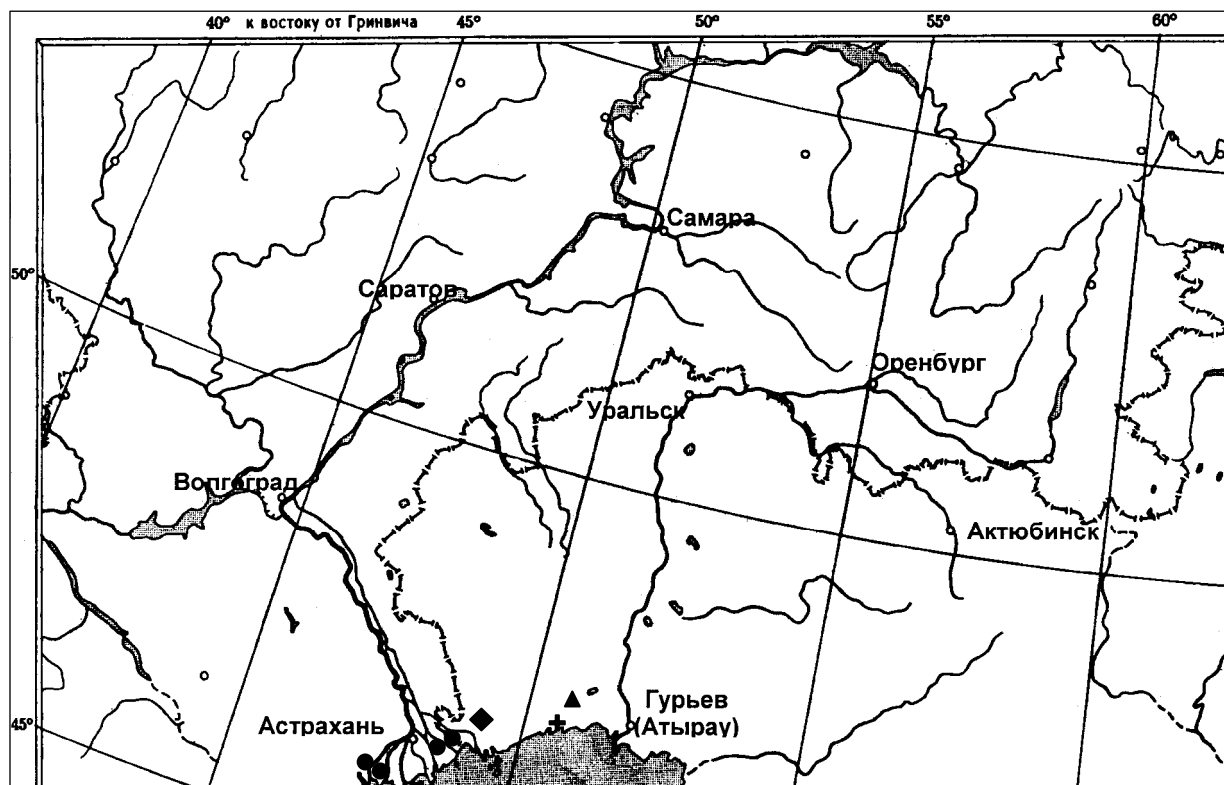 40° к востоку от Гринвича 45° 50° 55° 60°
Самара
50°
Саратов
Оренбург
Уральск
Волгоград
Актюбинск
Гурьев
(Атырау)
Астрахань
45°